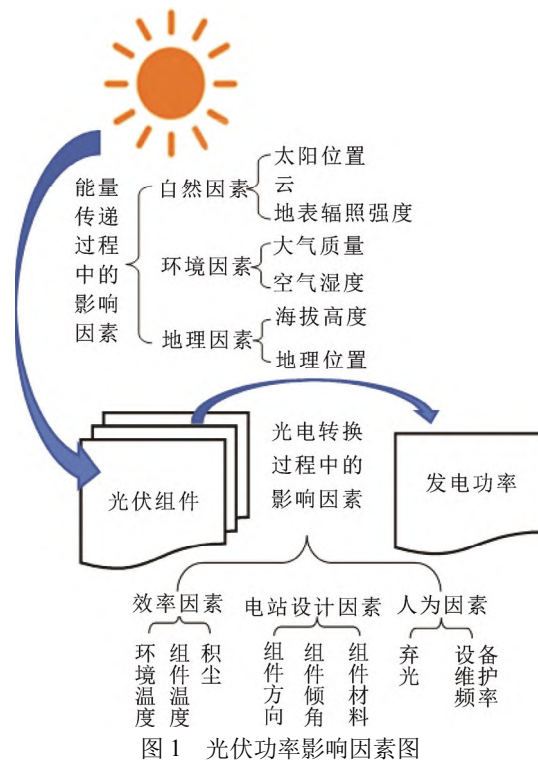 能量
传递
过程
中的
影响
因素
自然因素
太阳位置
云
地表辐照强度
环境因素
大气质量
空气湿度
地理因素
海拔高度
地理位置
光伏组件
光电转换
过程中的
影响因素
发电功率
效率因素
环境温度
组件温度
积尘
电站设计因素
组件方向
组件倾角
组件材料
人为因素
弃光
设备
维护
频率
图1 光伏功率影响因素图